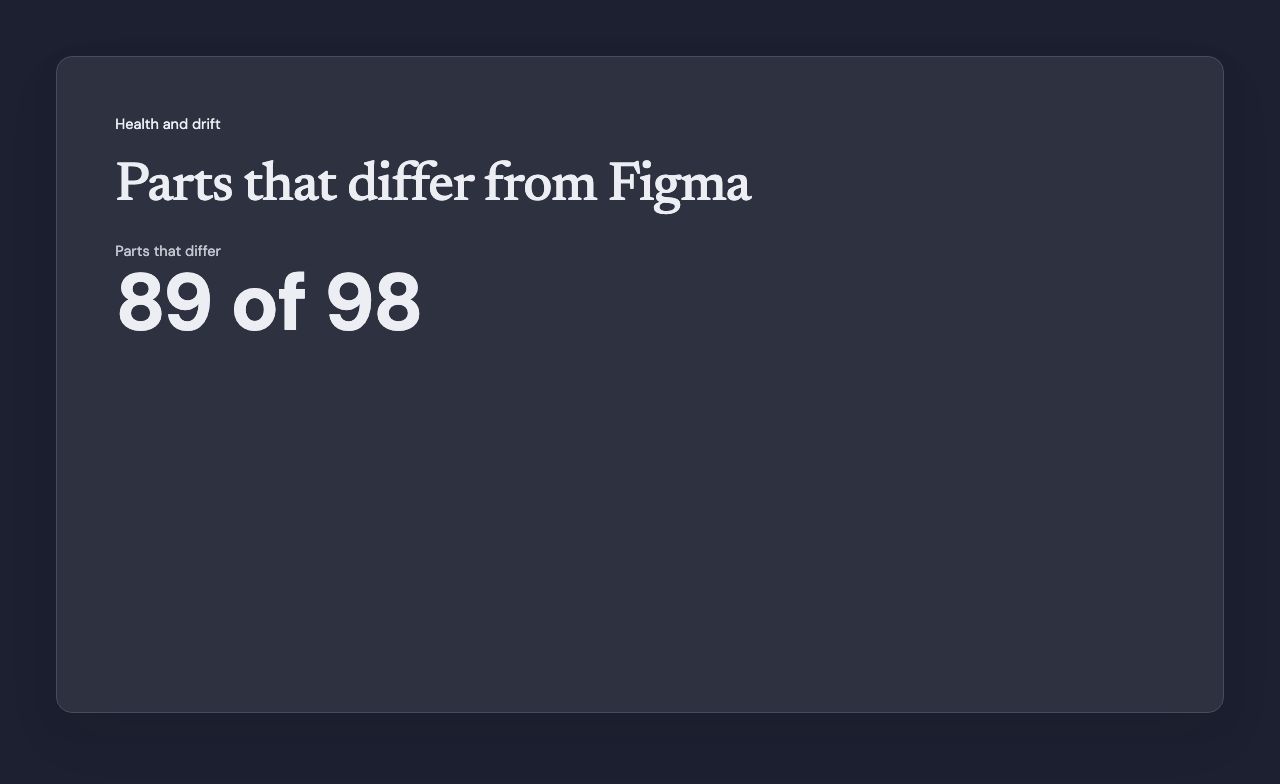 Health and drift
Parts that differ from Figma
Parts that differ
89 of 98